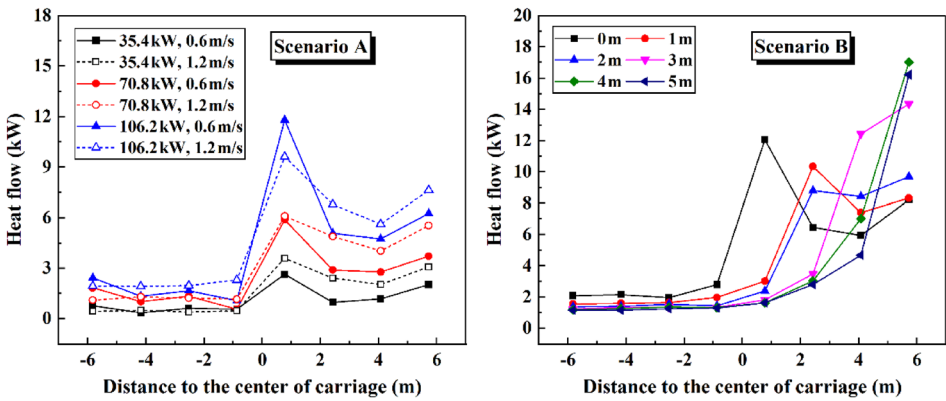 Scenario A
35.4 kW, 0.6 m/s
35.4 kW, 1.2 m/s
70.8 kW, 0.6 m/s
70.8 kW, 1.2 m/s
106.2 kW, 0.6 m/s
106.2 kW, 1.2 m/s
Heat flow (kW)
18
15
12
9
6
3
0
-6 -4 -2 0 2 4 6
Distance to the center of carriage (m)
Scenario B
0 m 1 m
2 m 3 m
4 m 5 m
Heat flow (kW)
20
18
16
14
12
10
8
6
4
2
0
-6 -4 -2 0 2 4 6
Distance to the center of carriage (m)